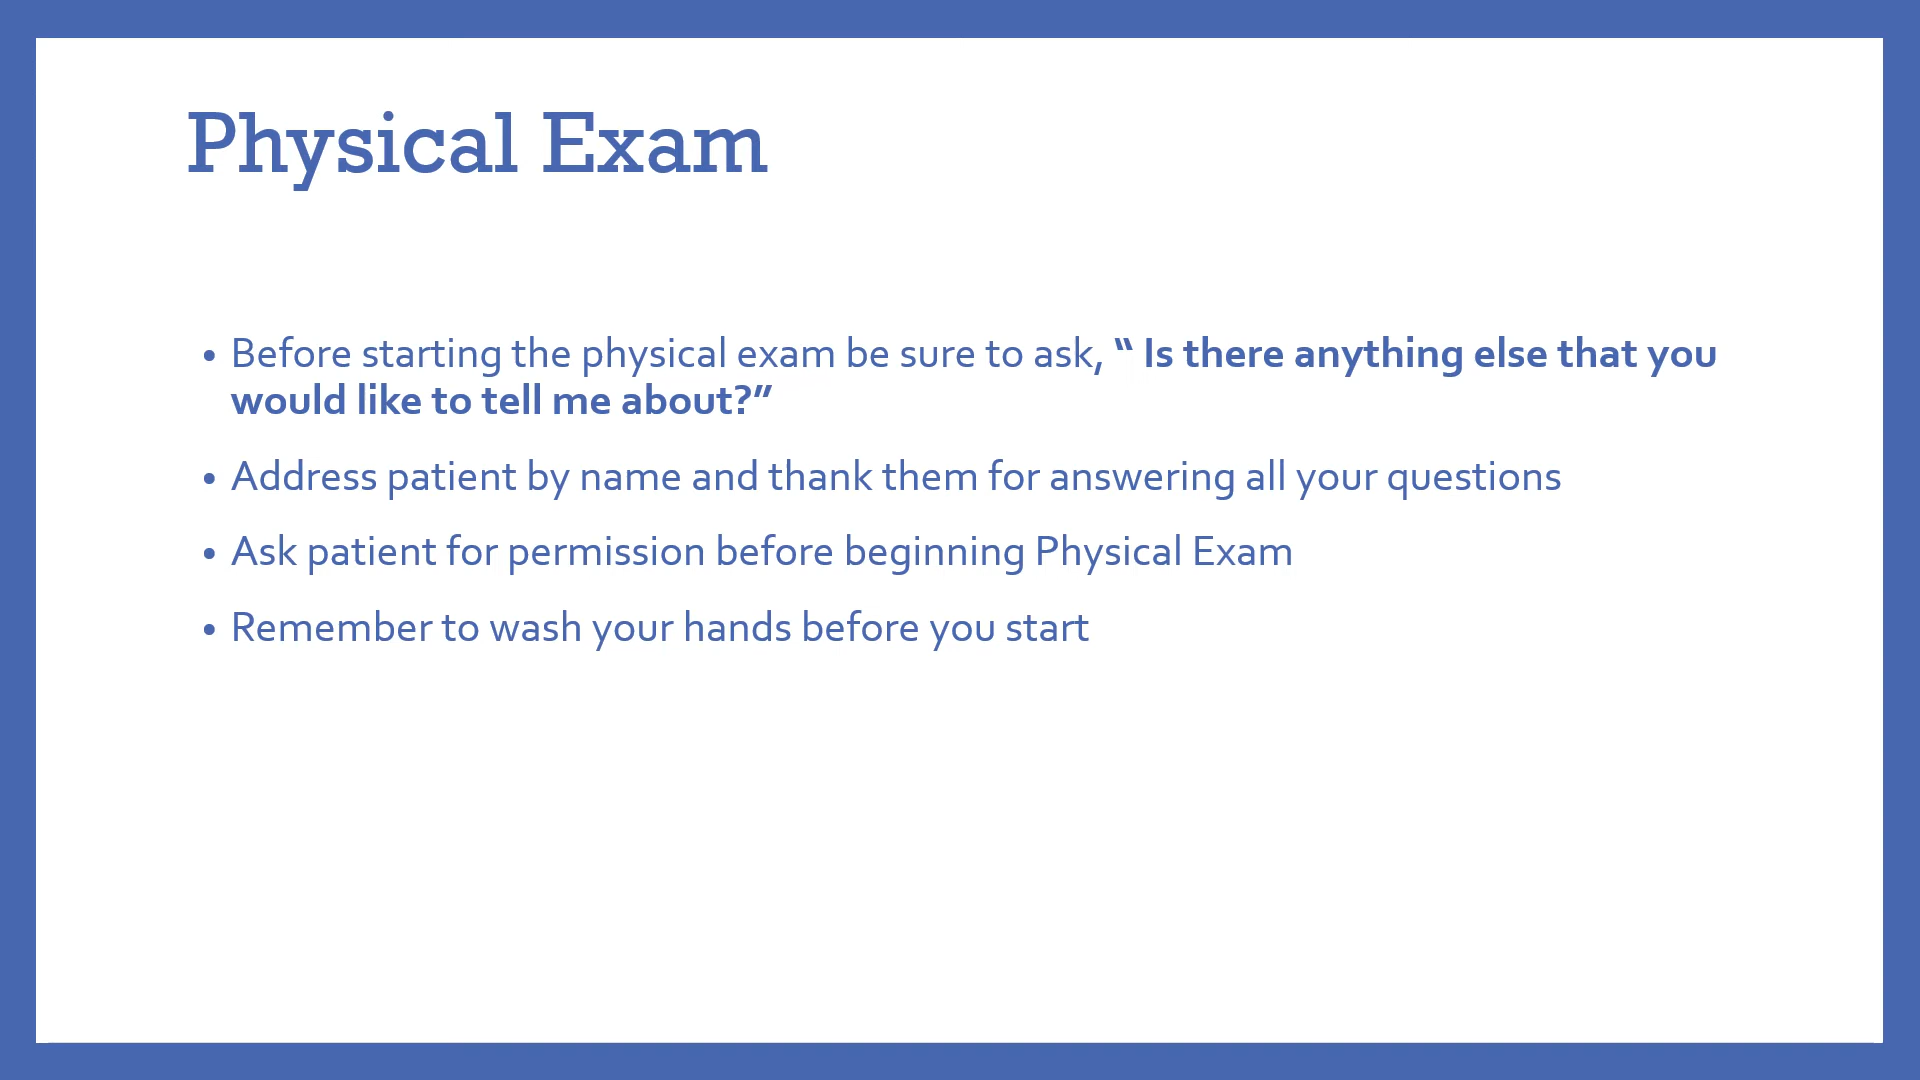 Physical Exam
• Before starting the physical exam be sure to ask, “ Is there anything else that you
would like to tell me about?”
• Address patient by name and thank them for answering all your questions
• Ask patient for permission before beginning Physical Exam
• Remember to wash your hands before you start